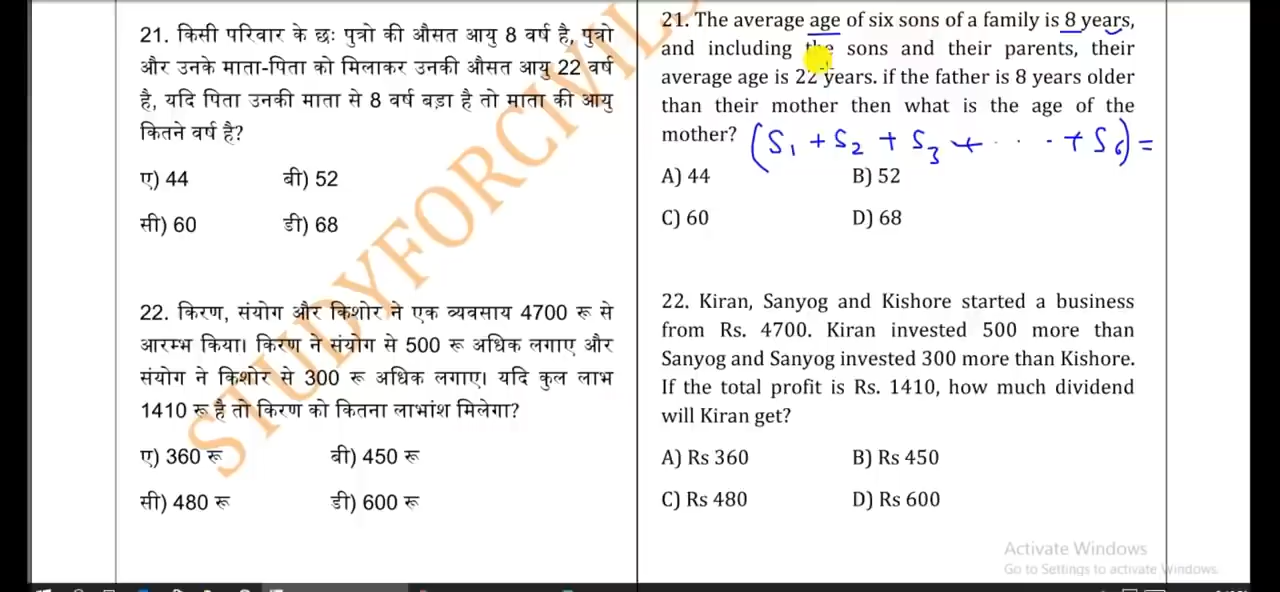 21. किसी परिवार के छः पुत्रो की औसत आयु 8 वर्ष है, पुत्रो
और उनके माता-पिता को मिलाकर उनकी औसत आयु 22 वर्ष
है, यदि पिता उनकी माता से 8 वर्ष बड़ा है तो माता की आयु
कितने वर्ष है?
ए) 44 बी) 52
सी) 60 डी) 68
22. किरण, संयोग और किशोर ने एक व्यवसाय 4700 रू से
आरम्भ किया। किरण ने संयोग से 500 रू अधिक लगाए और
संयोग ने किशोर से 300 रू अधिक लगाए। यदि कुल लाभ
1410 रू है तो किरण को कितना लाभांश मिलेगा?
ए) 360 रू बी) 450 रू
सी) 480 रू डी) 600 रू
STUDYFORCIVILS
21. The average age of six sons of a family is 8 years,
and including the sons and their parents, their
average age is 22 years. if the father is 8 years older
than their mother then what is the age of the
mother? (S₁ + S₂ + S₃ + . . . . + S₆) =
A) 44 B) 52
C) 60 D) 68
22. Kiran, Sanyog and Kishore started a business
from Rs. 4700. Kiran invested 500 more than
Sanyog and Sanyog invested 300 more than Kishore.
If the total profit is Rs. 1410, how much dividend
will Kiran get?
A) Rs 360 B) Rs 450
C) Rs 480 D) Rs 600
Activate Windows
Go to Settings to activate Windows.